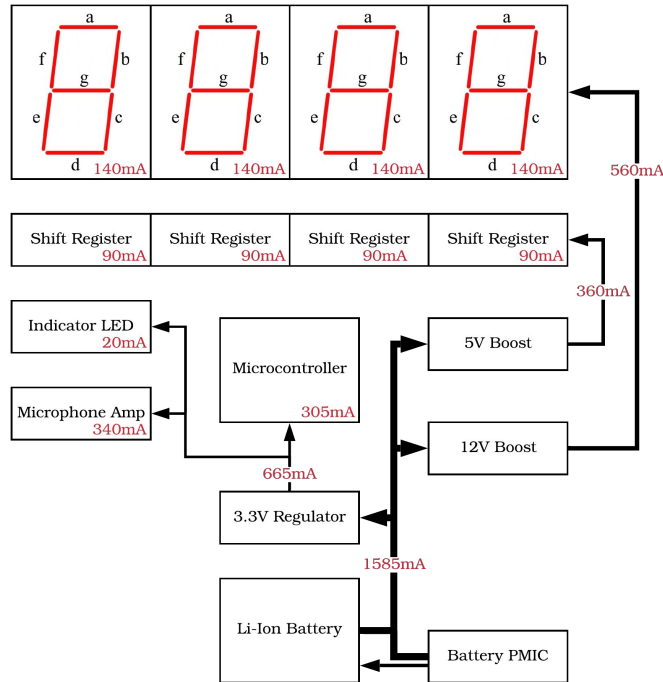 a a a a
f b f b f b f b
g g g g
e c e c e c e c
d 140mA d 140mA d 140mA d 140mA
560mA
Shift Register Shift Register Shift Register Shift Register
90mA 90mA 90mA 90mA
360mA
Indicator LED
20mA
Microphone Amp
340mA
Microcontroller
305mA
5V Boost
12V Boost
665mA
3.3V Regulator
1585mA
Li-Ion Battery
Battery PMIC